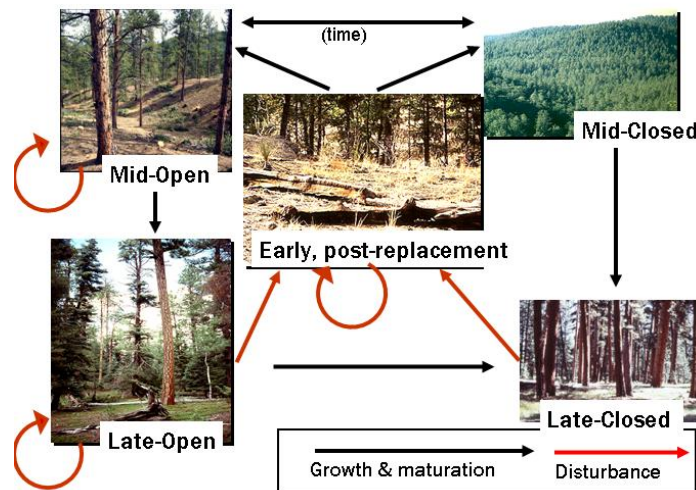 (time)
Mid-Open
Mid-Closed
Early, post-replacement
Late-Open
Late-Closed
Growth & maturation
Disturbance